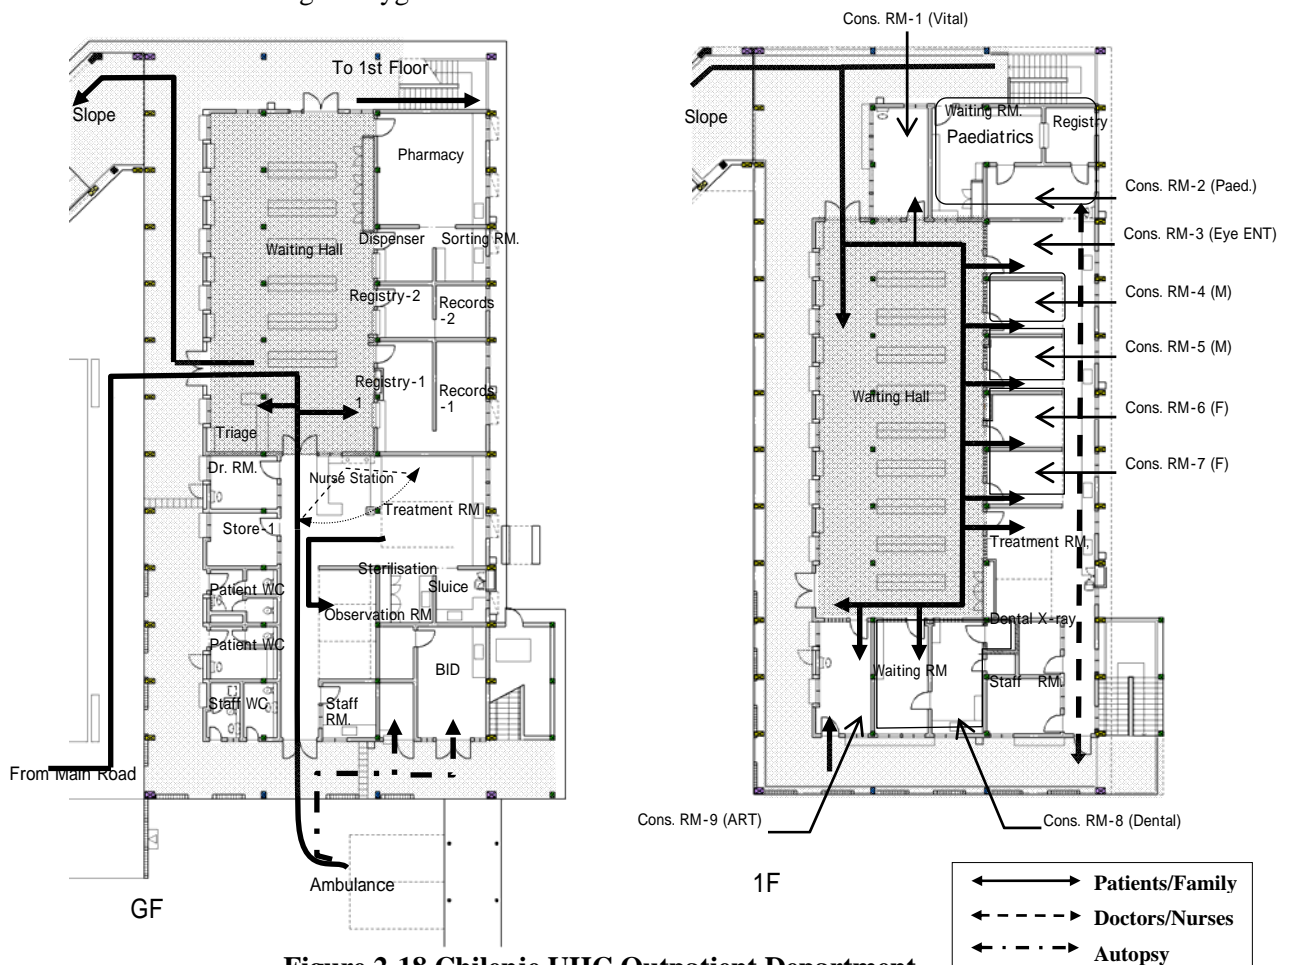 Cons. RM-1 (Vital)
To 1st Floor
Slope
Pharmacy
Waiting Hall
Dispenser
Sorting RM.
Registry-2
Records
-2
Registry-1
1
Records
-1
Triage
Dr. RM.
Nurse Station
Treatment RM
Store-1
Sterilisation
Patient WC
Sluice
Observation RM
Patient WC
BID
Staff WC
Staff
RM.
From Main Road
Ambulance
GF
Slope
Waiting RM.
Paediatrics
Registry
Cons. RM-2 (Paed.)
Cons. RM-3 (Eye ENT)
Cons. RM-4 (M)
Cons. RM-5 (M)
Waiting Hall
Cons. RM-6 (F)
Cons. RM-7 (F)
Treatment RM.
Dental X-ray
Waiting RM
Staff RM.
Cons. RM-9 (ART)
Cons. RM-8 (Dental)
1F
Patients/Family
Doctors/Nurses
Autopsy
Figure 2-18 Chilenje UHC Outpatient Department